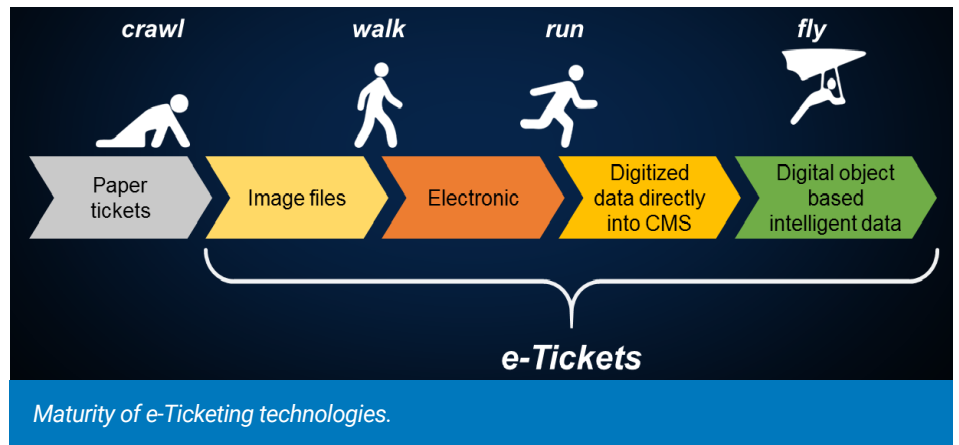 crawl walk run fly
Paper
tickets
Image files
Electronic
Digitized
data directly
into CMS
Digital object
based
intelligent data
e-Tickets
Maturity of e-Ticketing technologies.